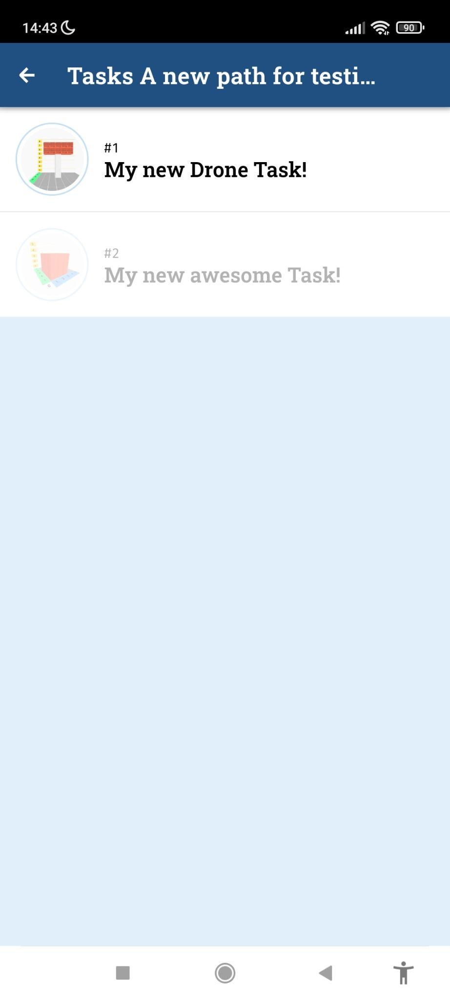 14:43
90
Tasks A new path for testi...
#1
My new Drone Task!
#2
My new awesome Task!